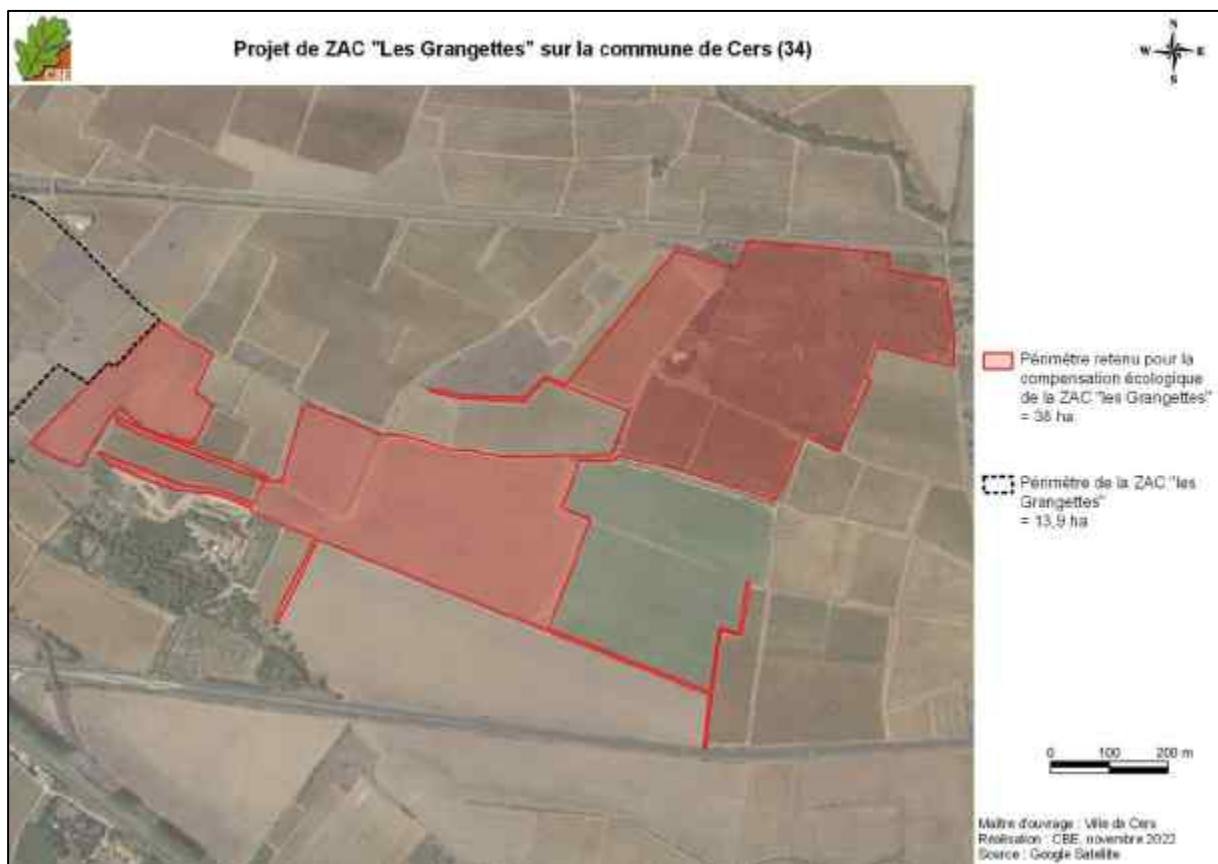 Projet de ZAC "Les Grangettes" sur la commune de Cers (34)
N
W
E
S
CBE
Périmètre retenu pour la
compensation écologique
de la ZAC "les Grangettes"
= 38 ha
Périmètre de la ZAC "les
Grangettes"
= 13,9 ha
0 100 200 m
Maître d'ouvrage : Ville de Cers
Réalisation : CBE, novembre 2022
Source : Google Satellite